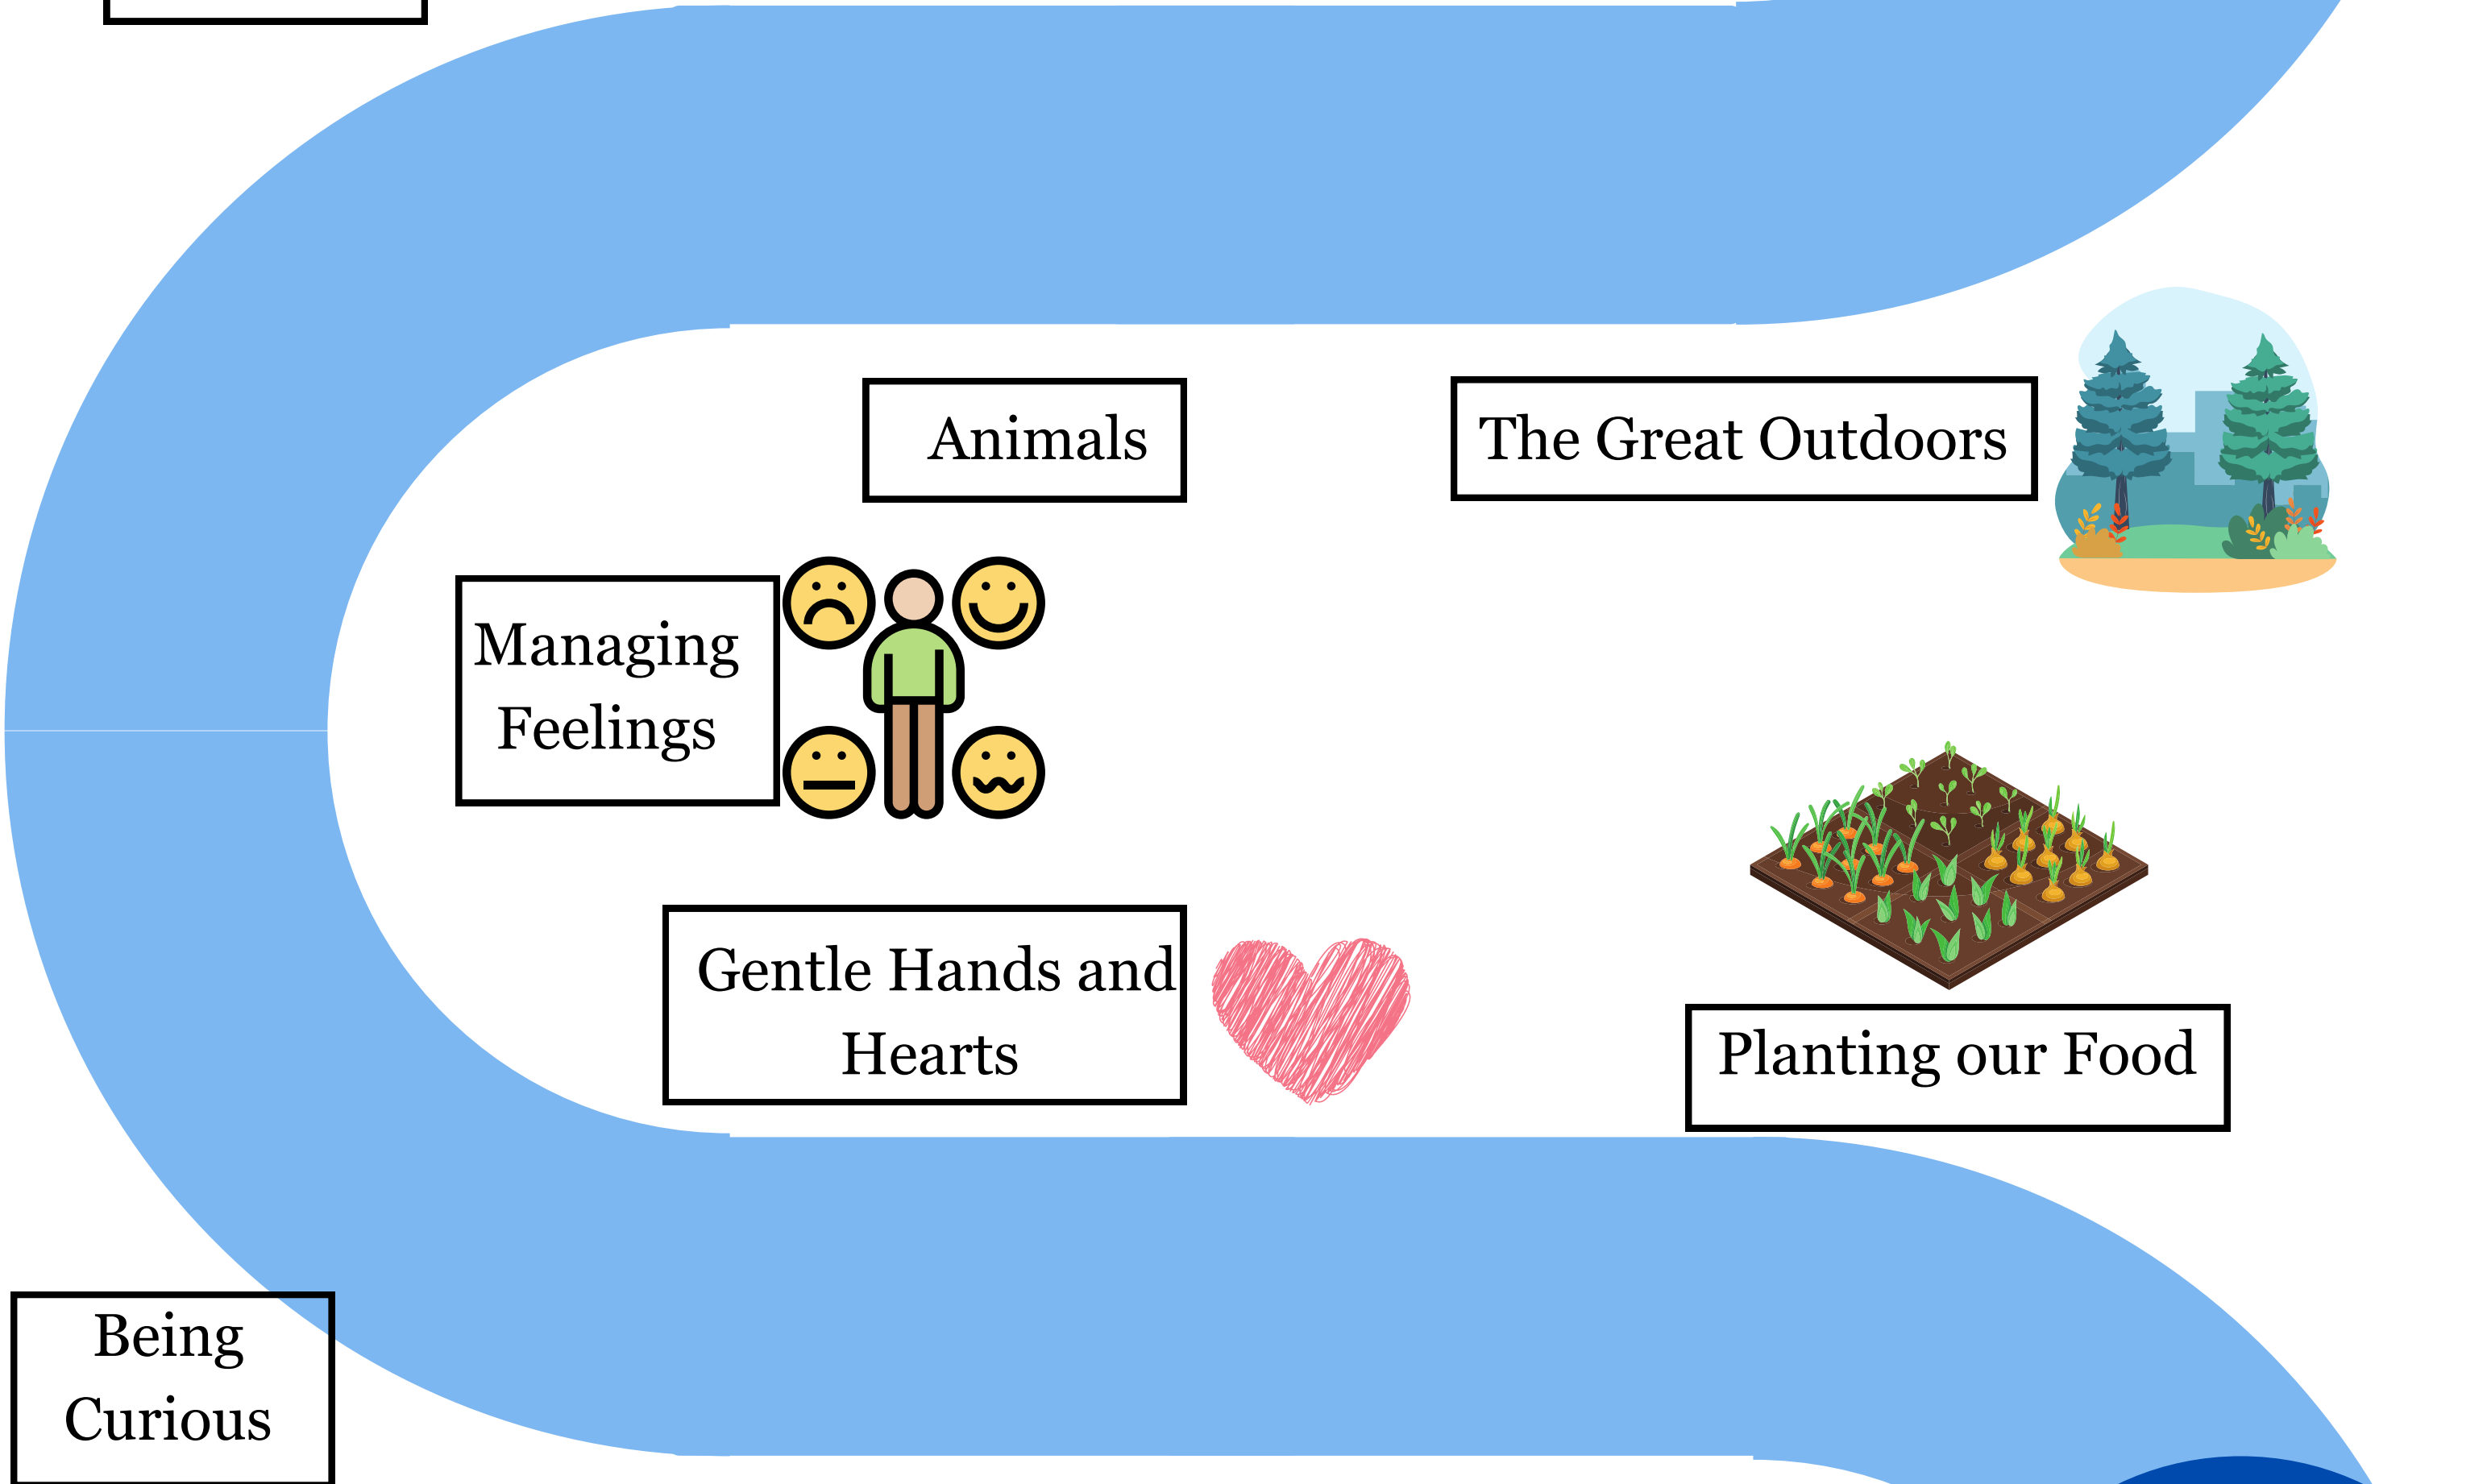 Animals
The Great Outdoors
Managing
Feelings
Gentle Hands and
Hearts
Planting our Food
Being
Curious